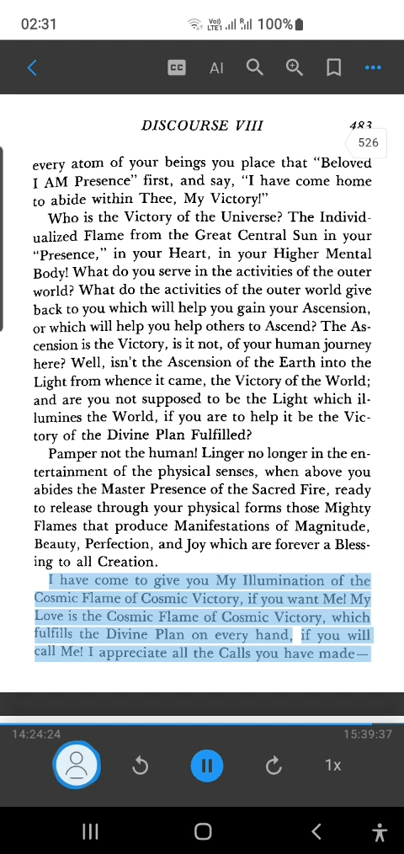 02:31
Vo) LTE1 R 100%
CC AI
DISCOURSE VIII 483
526
every atom of your beings you place that “Beloved
I AM Presence” first, and say, “I have come home
to abide within Thee, My Victory!”
Who is the Victory of the Universe? The Individ-
ualized Flame from the Great Central Sun in your
“Presence,” in your Heart, in your Higher Mental
Body! What do you serve in the activities of the outer
world? What do the activities of the outer world give
back to you which will help you gain your Ascension,
or which will help you help others to Ascend? The As-
cension is the Victory, is it not, of your human journey
here? Well, isn't the Ascension of the Earth into the
Light from whence it came, the Victory of the World;
and are you not supposed to be the Light which il-
lumines the World, if you are to help it be the Vic-
tory of the Divine Plan Fulfilled?
Pamper not the human! Linger no longer in the en-
tertainment of the physical senses, when above you
abides the Master Presence of the Sacred Fire, ready
to release through your physical forms those Mighty
Flames that produce Manifestations of Magnitude,
Beauty, Perfection, and Joy which are forever a Bless-
ing to all Creation.
I have come to give you My Illumination of the
Cosmic Flame of Cosmic Victory, if you want Me! My
Love is the Cosmic Flame of Cosmic Victory, which
fulfills the Divine Plan on every hand, if you will
call Me! I appreciate all the Calls you have made—
14:24:24 15:39:37
1x